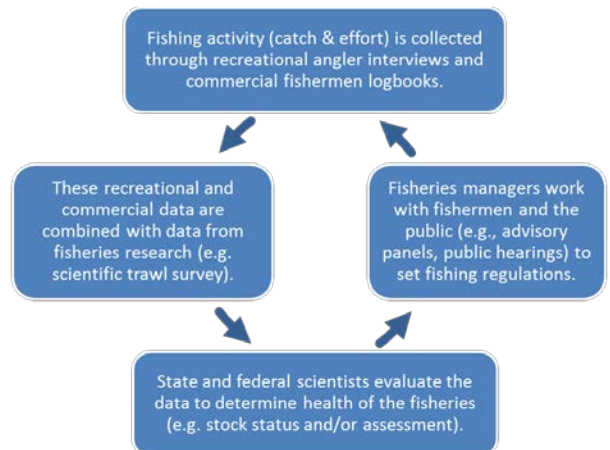 Fishing activity (catch & effort) is collected
through recreational angler interviews and
commercial fishermen logbooks.
These recreational and
commercial data are
combined with data from
fisheries research (e.g.
scientific trawl survey).
Fisheries managers work
with fishermen and the
public (e.g., advisory
panels, public hearings) to
set fishing regulations.
State and federal scientists evaluate the
data to determine health of the fisheries
(e.g. stock status and/or assessment).